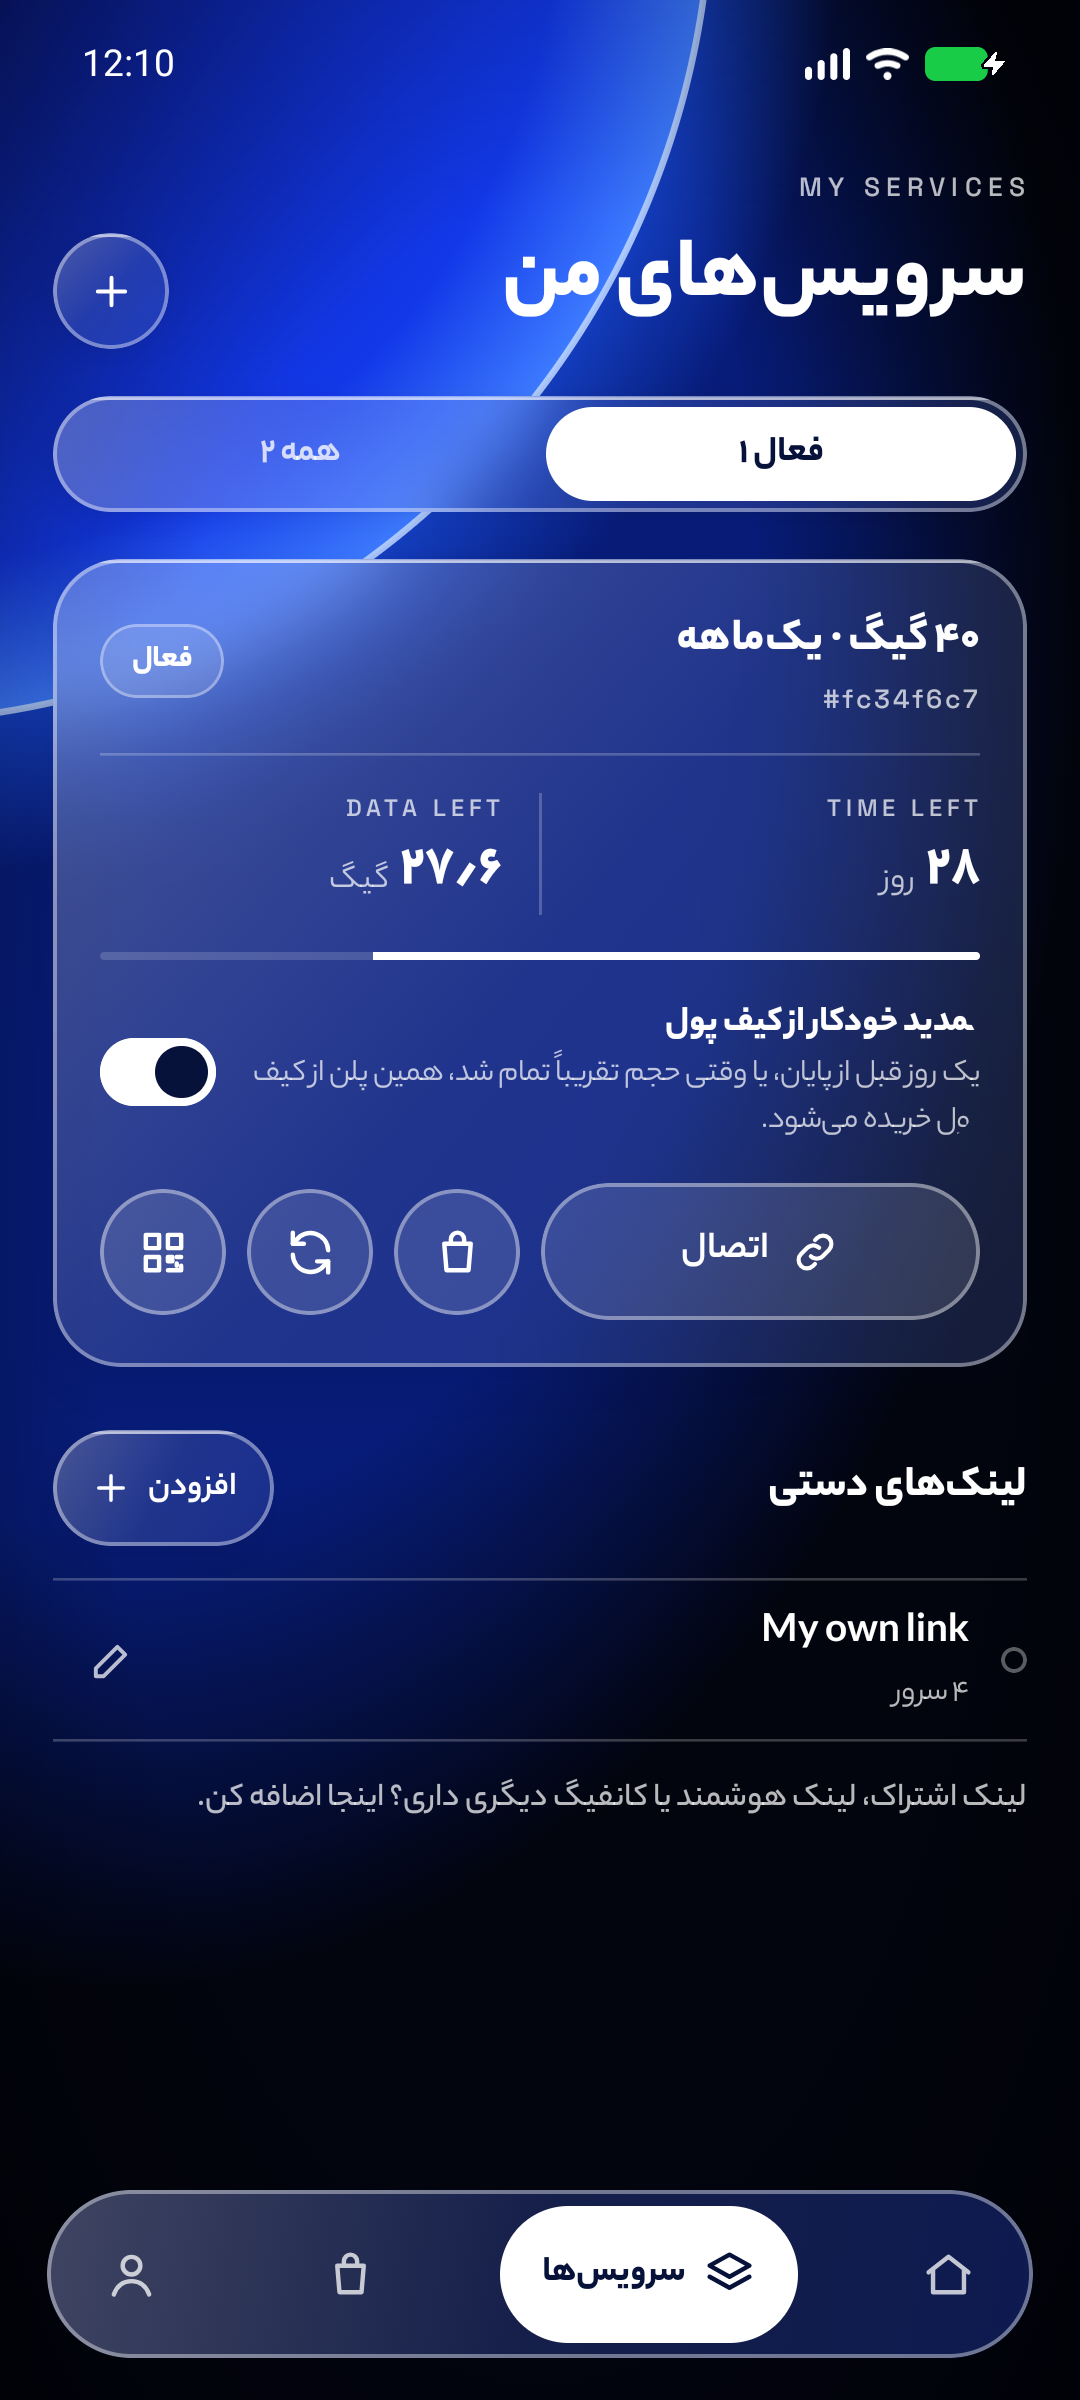 12:10
MY SERVICES
سرویس‌های من
فعال ۱
همه ۲
۴۰ گیگ · یک‌ماهه
فعال
#fc34f6c7
TIME LEFT
DATA LEFT
۲۸ روز
۲۷٫۶ گیگ
مدید خودکار از کیف پول
یک روز قبل از پایان، یا وقتی حجم تقریباً تمام شد، همین پلن از کیف
ول خریده می‌شود.
اتصال
لینک‌های دستی
افزودن
My own link
۴ سرور
لینک اشتراک، لینک هوشمند یا کانفیگ دیگری داری؟ اینجا اضافه کن.
سرویس‌ها